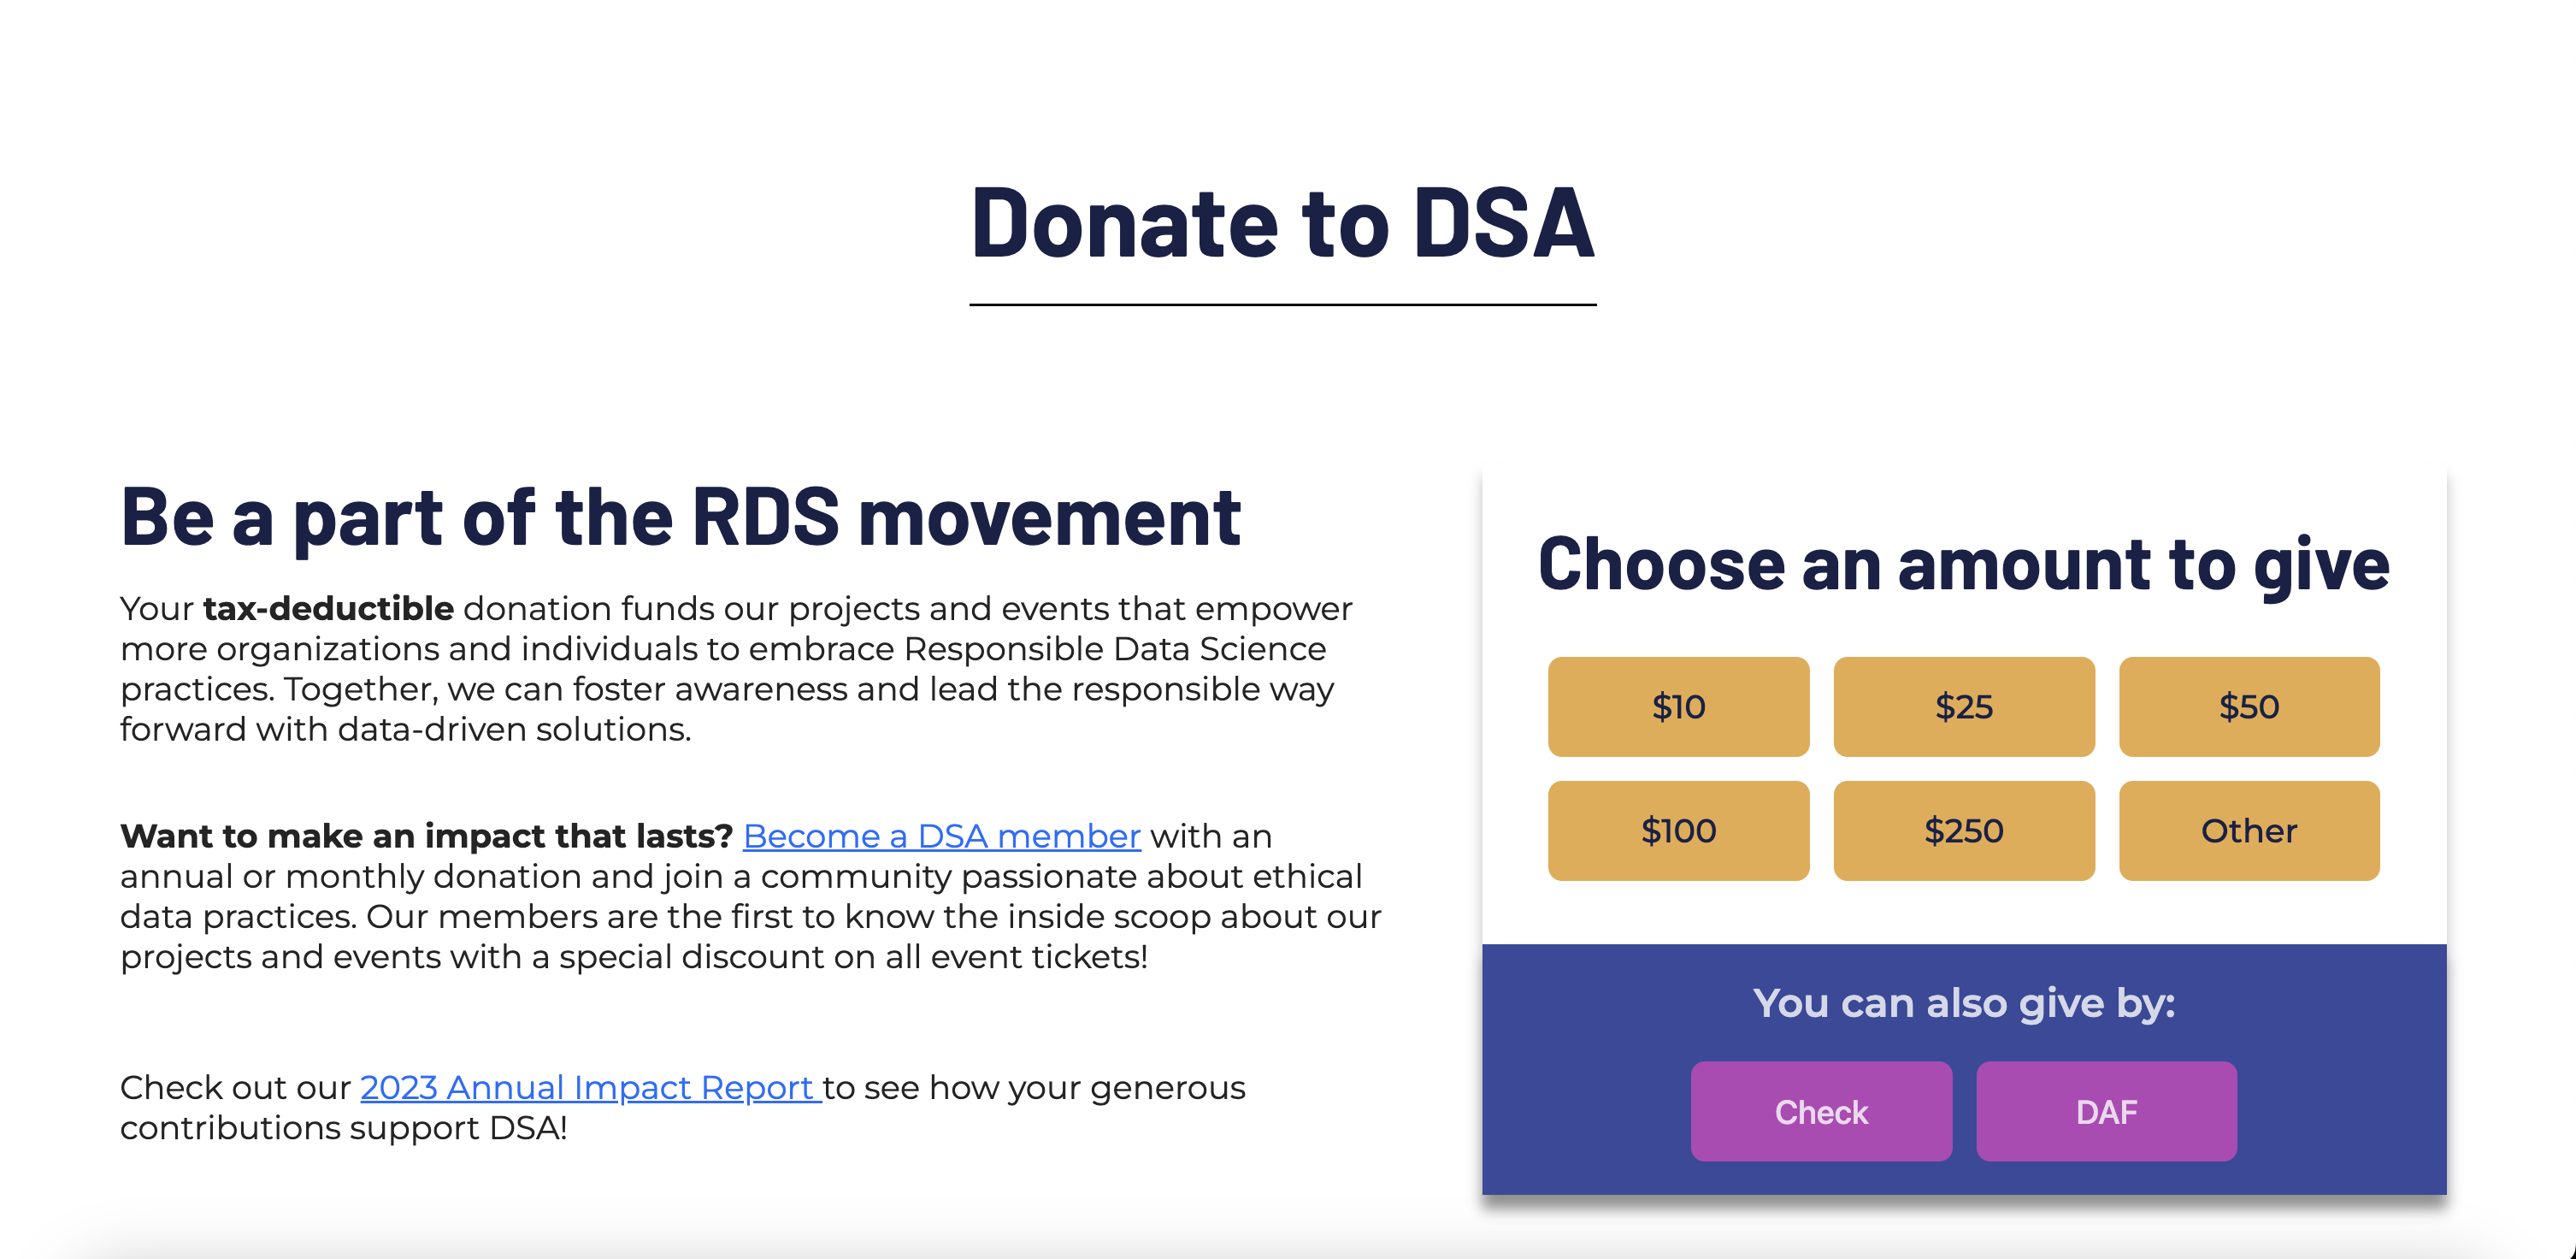 Donate to DSA
Be a part of the RDS movement
Your tax-deductible donation funds our projects and events that empower
more organizations and individuals to embrace Responsible Data Science
practices. Together, we can foster awareness and lead the responsible way
forward with data-driven solutions.
Want to make an impact that lasts? Become a DSA member with an
annual or monthly donation and join a community passionate about ethical
data practices. Our members are the first to know the inside scoop about our
projects and events with a special discount on all event tickets!
Check out our 2023 Annual Impact Report to see how your generous
contributions support DSA!
Choose an amount to give
$10 $25 $50
$100 $250 Other
You can also give by:
Check DAF